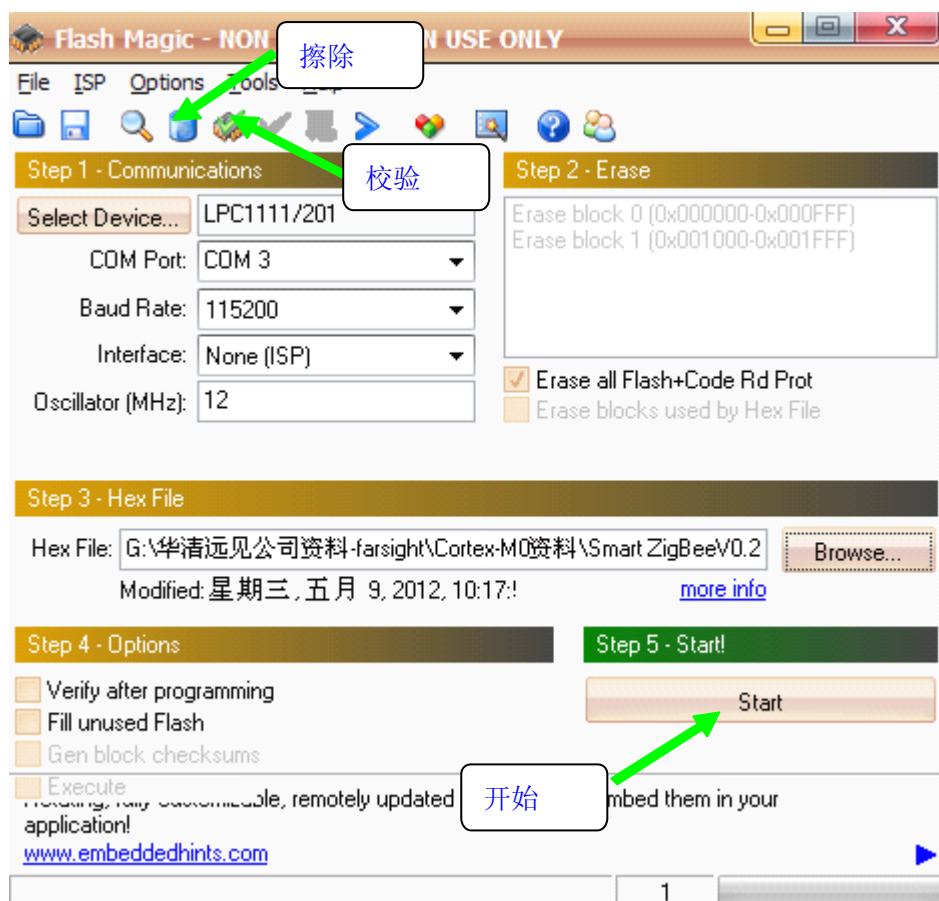 Flash Magic - NON N USE ONLY
擦除
File ISP Options Tools
校验
Step 1 - Communications
Step 2 - Erase
Select Device...
LPC1111/201
Erase block 0 (0x000000-0x000FFF)
Erase block 1 (0x001000-0x001FFF)
COM Port:
COM 3
Baud Rate:
115200
Interface:
None (ISP)
Oscillator (MHz):
12
Erase all Flash+Code Rd Prot
Erase blocks used by Hex File
Step 3 - Hex File
Hex File:
G:\华清远见公司资料-farsight\Cortex-M0资料\Smart ZigBeeV0.2
Browse...
Modified: 星期三, 五月 9, 2012, 10:17:
more info
Step 4 - Options
Step 5 - Start!
Verify after programming
Start
Fill unused Flash
Gen block checksums
Execute
开始
remotely updated
mbed them in your
application!
www.embeddedhints.com
1